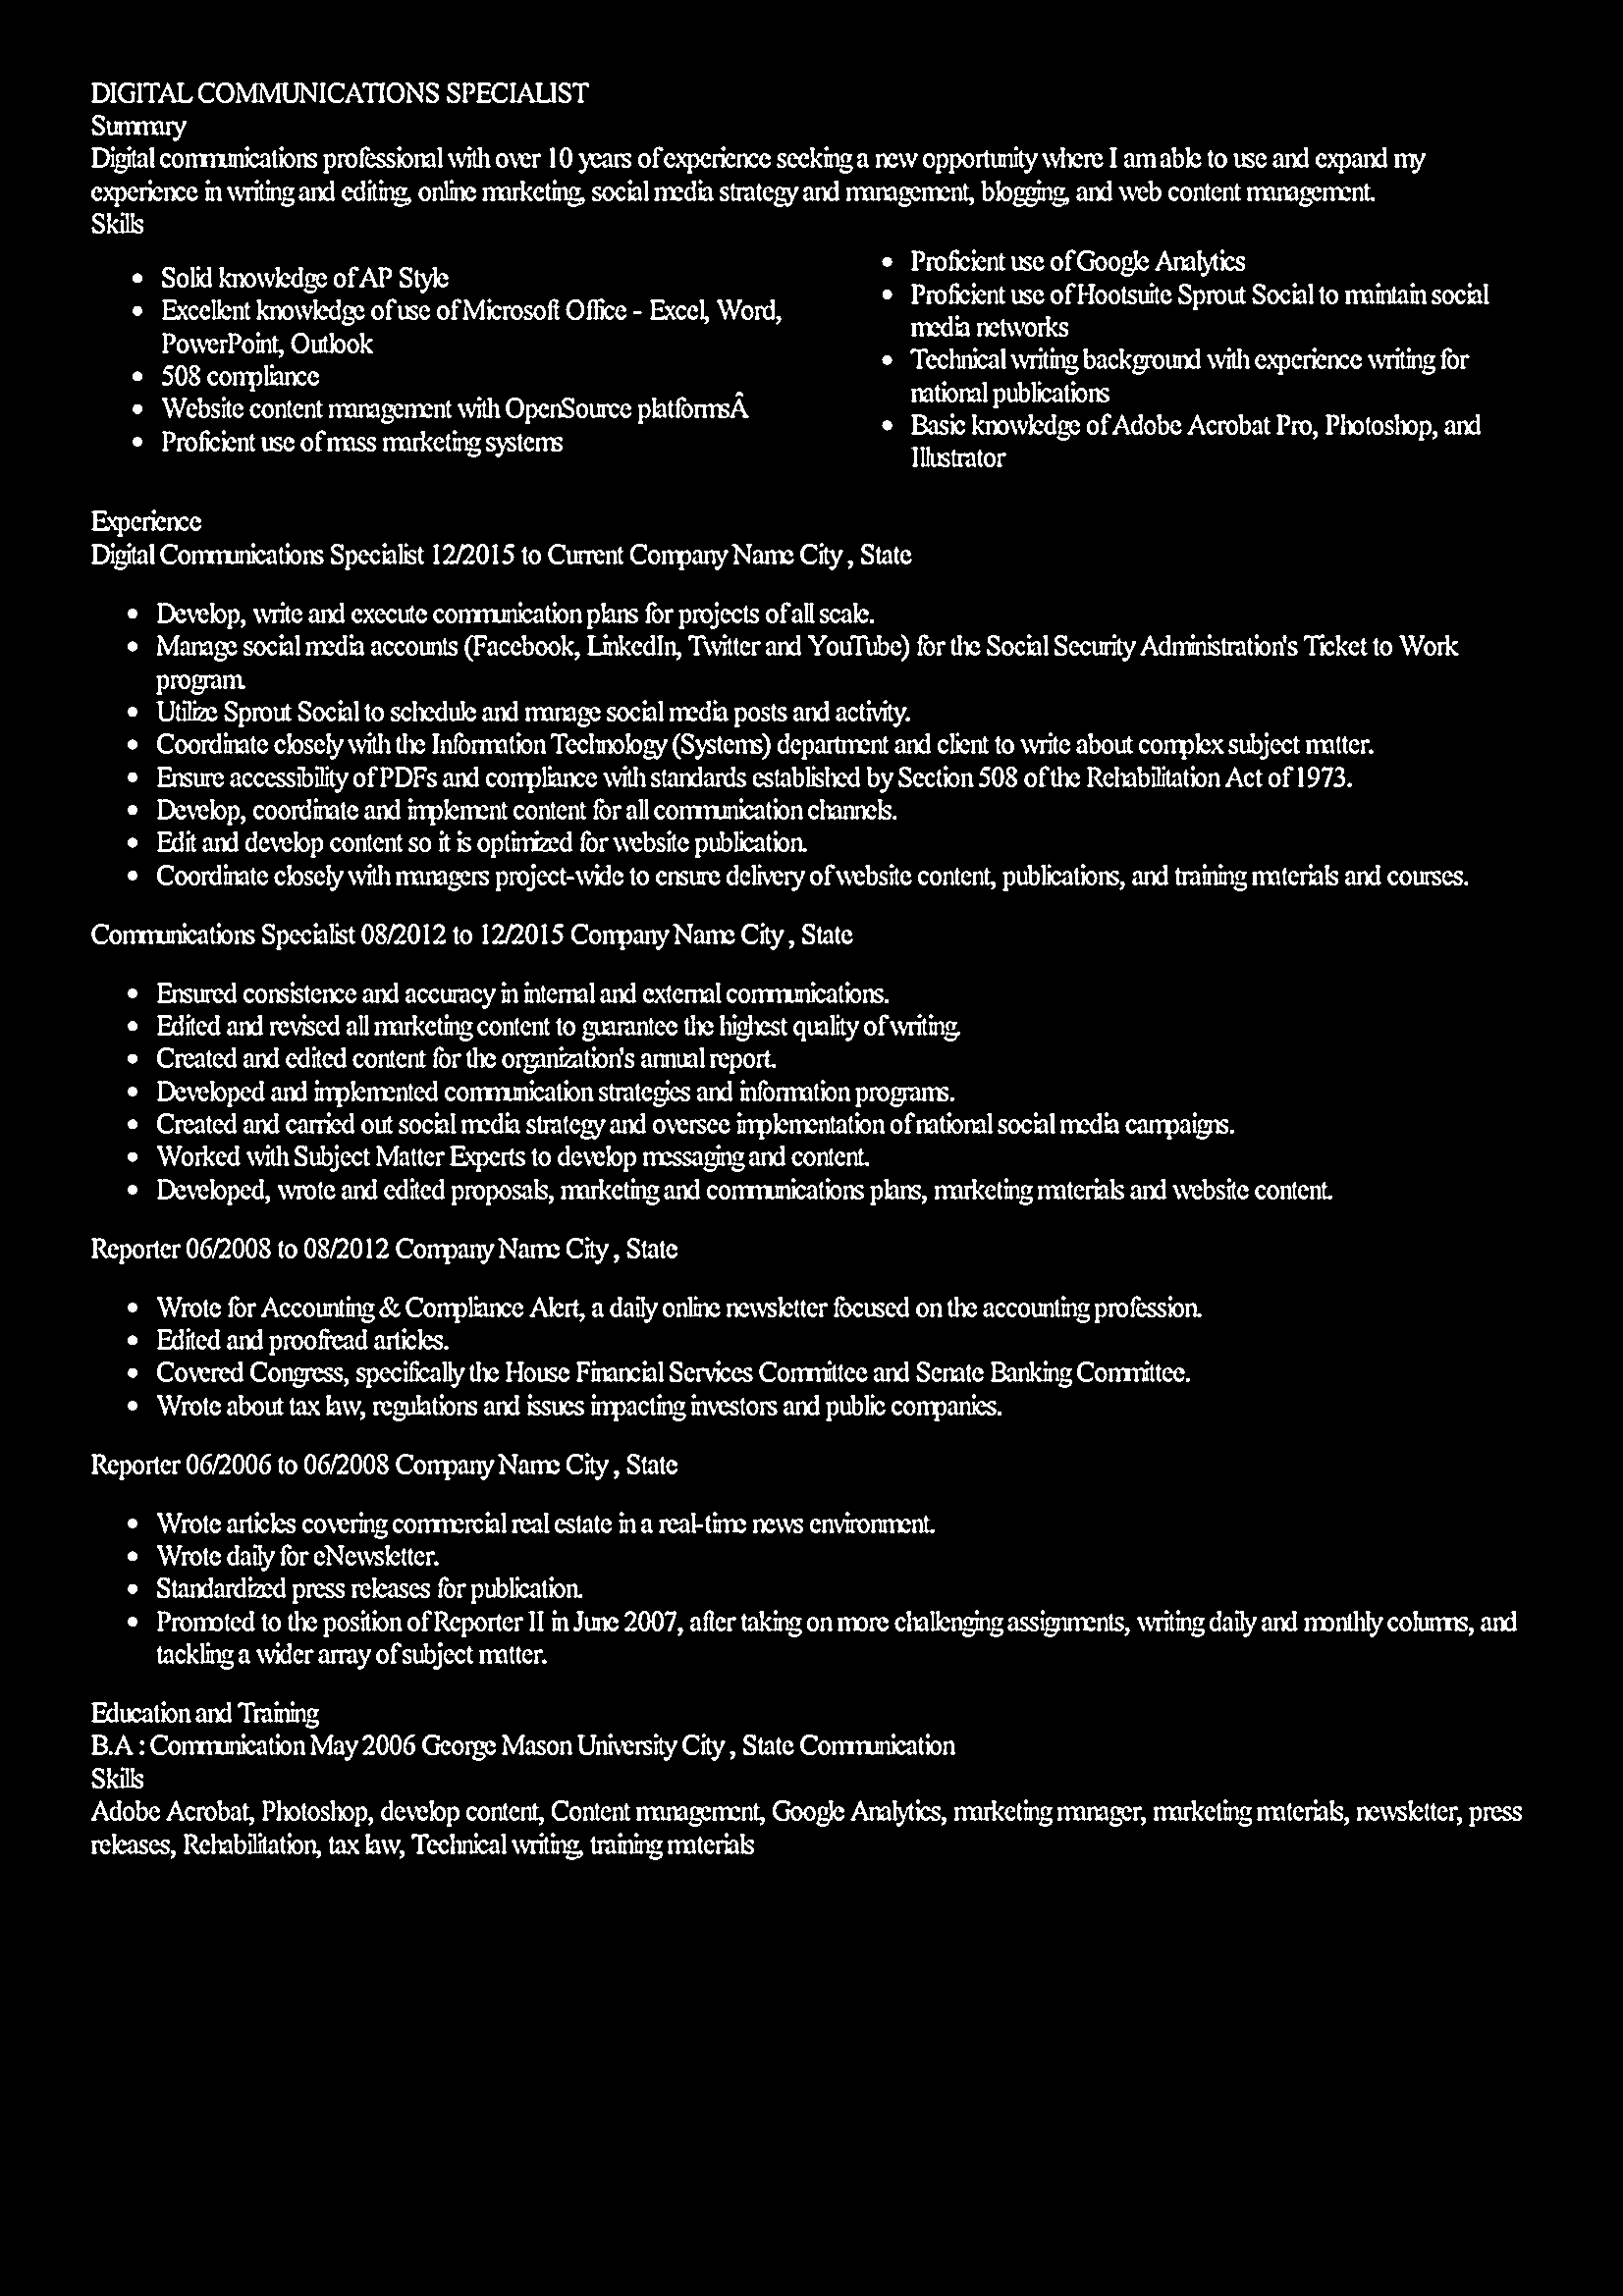 DIGITAL COMMUNICATIONS SPECIALIST
Summary
Digital communications professional with over 10 years of experience seeking a new opportunity where I am able to use and expand my
experience in writing and editing, online marketing, social media strategy and management, blogging, and web content management.
Skills
• Solid knowledge of AP Style
• Excellent knowledge of use of Microsoft Office - Excel, Word,
PowerPoint, Outlook
• 508 compliance
• Website content management with OpenSource platformsÂ
• Proficient use of mass marketing systems
• Proficient use of Google Analytics
• Proficient use of Hootsuite Sprout Social to maintain social
media networks
• Technical writing background with experience writing for
national publications
• Basic knowledge of Adobe Acrobat Pro, Photoshop, and
Illustrator
Experience
Digital Communications Specialist 12/2015 to Current Company Name City , State
• Develop, write and execute communication plans for projects of all scale.
• Manage social media accounts (Facebook, LinkedIn, Twitter and YouTube) for the Social Security Administration's Ticket to Work
program.
• Utilize Sprout Social to schedule and manage social media posts and activity.
• Coordinate closely with the Information Technology (Systems) department and client to write about complex subject matter.
• Ensure accessibility of PDFs and compliance with standards established by Section 508 of the Rehabilitation Act of 1973.
• Develop, coordinate and implement content for all communication channels.
• Edit and develop content so it is optimized for website publication.
• Coordinate closely with managers project-wide to ensure delivery of website content, publications, and training materials and courses.
Communications Specialist 08/2012 to 12/2015 Company Name City , State
• Ensured consistence and accuracy in internal and external communications.
• Edited and revised all marketing content to guarantee the highest quality of writing.
• Created and edited content for the organization's annual report.
• Developed and implemented communication strategies and information programs.
• Created and carried out social media strategy and oversee implementation of national social media campaigns.
• Worked with Subject Matter Experts to develop messaging and content.
• Developed, wrote and edited proposals, marketing and communications plans, marketing materials and website content.
Reporter 06/2008 to 08/2012 Company Name City , State
• Wrote for Accounting & Compliance Alert, a daily online newsletter focused on the accounting profession.
• Edited and proofread articles.
• Covered Congress, specifically the House Financial Services Committee and Senate Banking Committee.
• Wrote about tax law, regulations and issues impacting investors and public companies.
Reporter 06/2006 to 06/2008 Company Name City , State
• Wrote articles covering commercial real estate in a real-time news environment.
• Wrote daily for eNewsletter.
• Standardized press releases for publication.
• Promoted to the position of Reporter II in June 2007, after taking on more challenging assignments, writing daily and monthly columns, and
tackling a wider array of subject matter.
Education and Training
B.A : Communication May 2006 George Mason University City , State Communication
Skills
Adobe Acrobat, Photoshop, develop content, Content management, Google Analytics, marketing manager, marketing materials, newsletter, press
releases, Rehabilitation, tax law, Technical writing, training materials